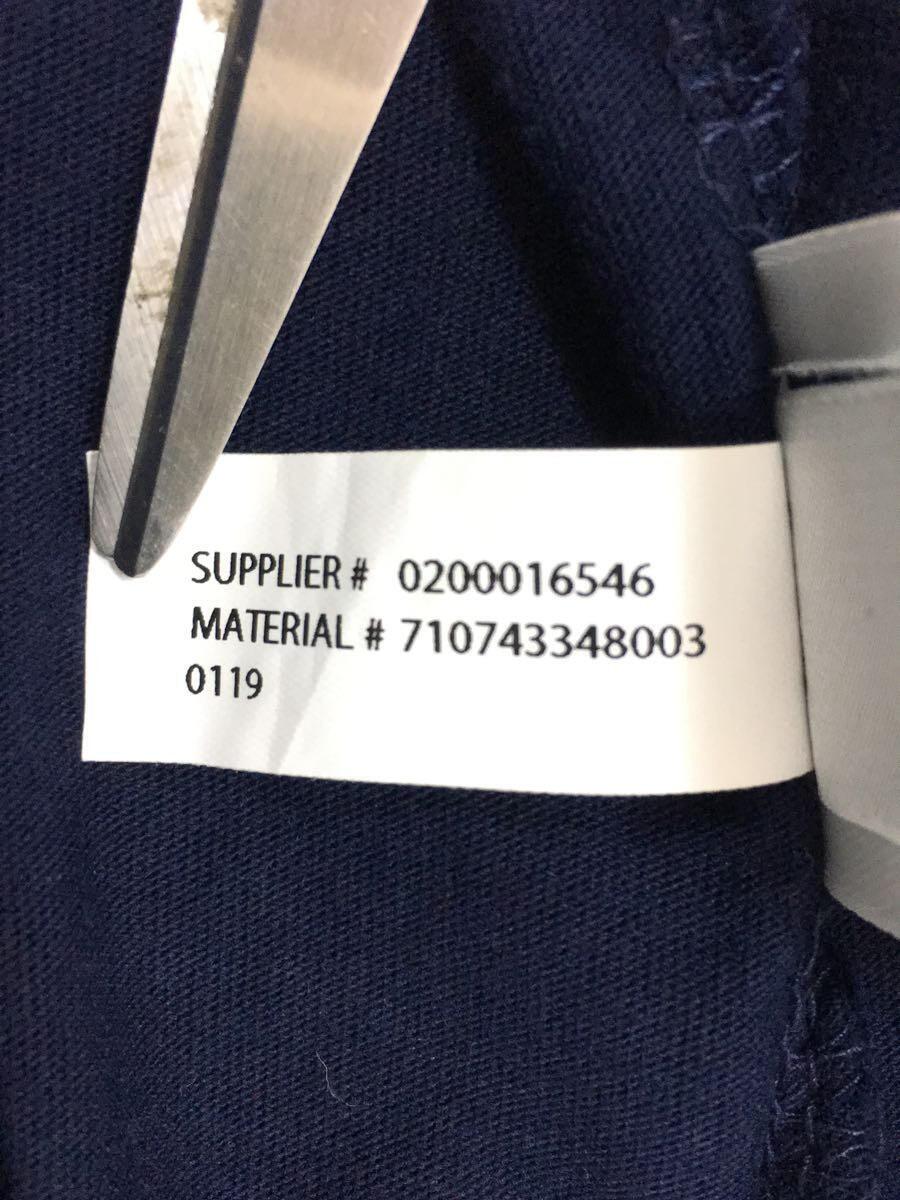 SUPPLIER # 0200016546
MATERIAL # 710743348003
0119